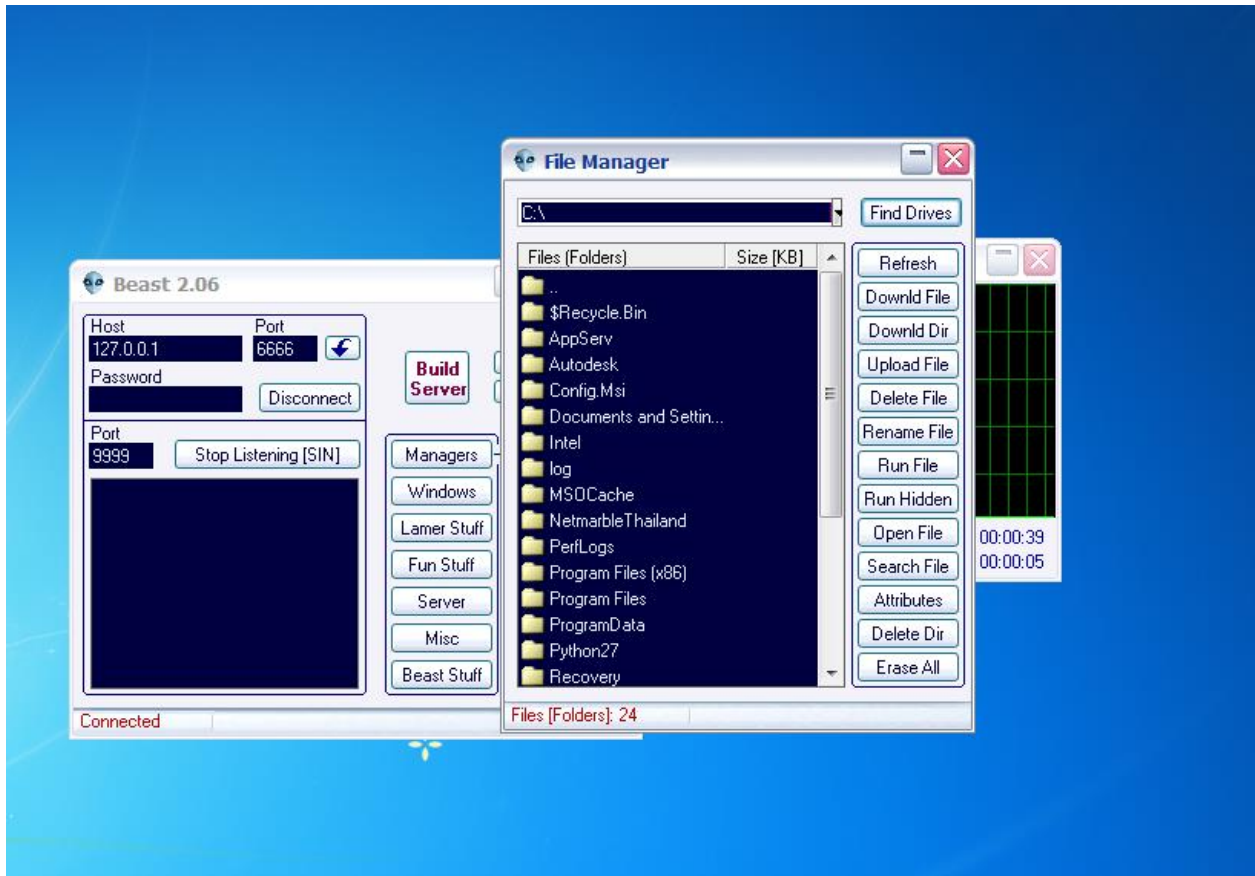 Beast 2.06
Host Port
127.0.0.1 6666
Password
Disconnect
Port
9999 Stop Listening [SIN]
Connected
Build
Server
Managers
Windows
Lamer Stuff
Fun Stuff
Server
Misc
Beast Stuff
File Manager
C:\ Find Drives
Files (Folders) Size [KB]
..
$Recycle.Bin
AppServ
Autodesk
Config.Msi
Documents and Settin...
Intel
log
MSOCache
NetmarbleThailand
PerfLogs
Program Files (x86)
Program Files
ProgramData
Python27
Recovery
Refresh
Downld File
Downld Dir
Upload File
Delete File
Rename File
Run File
Run Hidden
Open File
Search File
Attributes
Delete Dir
Erase All
Files [Folders]: 24
00:00:39
00:00:05